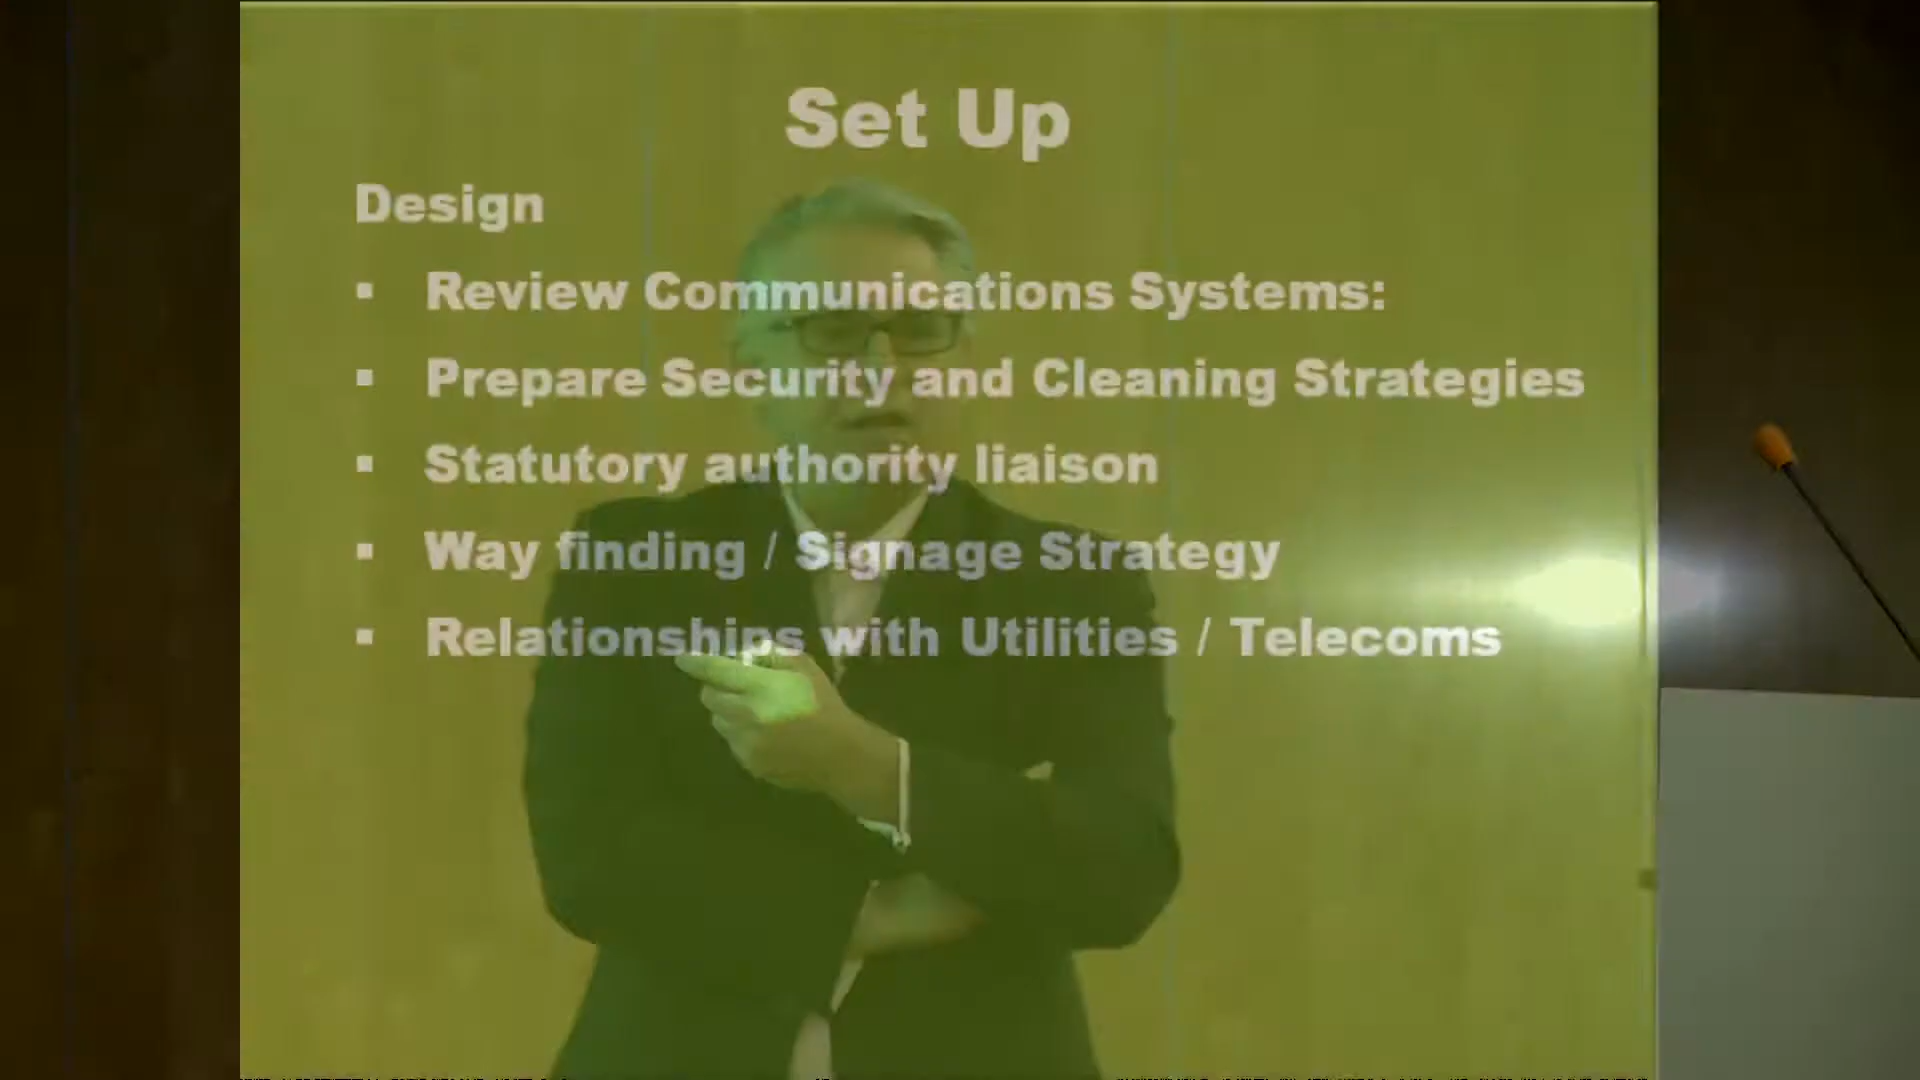 Set Up
Design
▪ Review Communications Systems:
▪ Prepare Security and Cleaning Strategies
▪ Statutory authority liaison
▪ Way finding / Signage Strategy
▪ Relationships with Utilities / Telecoms